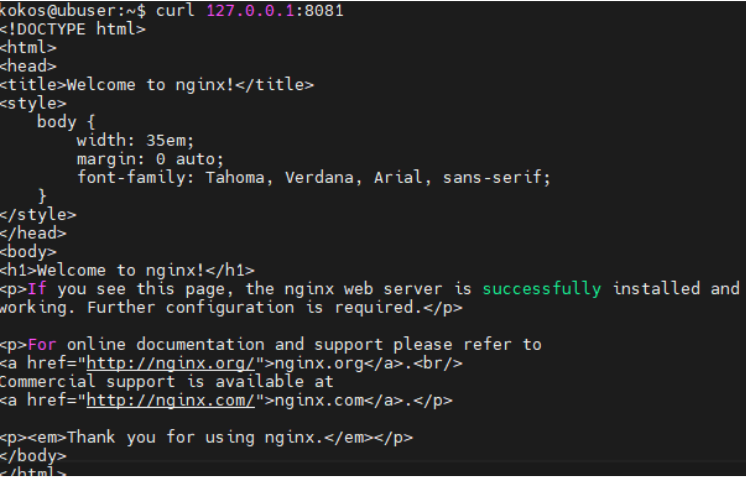 kokos@ubuser:~$ curl 127.0.0.1:8081
<!DOCTYPE html>
<html>
<head>
<title>Welcome to nginx!</title>
<style>
    body {
        width: 35em;
        margin: 0 auto;
        font-family: Tahoma, Verdana, Arial, sans-serif;
    }
</style>
</head>
<body>
<h1>Welcome to nginx!</h1>
<p>If you see this page, the nginx web server is successfully installed and
working. Further configuration is required.</p>

<p>For online documentation and support please refer to
<a href="http://nginx.org/">nginx.org</a>.<br/>
Commercial support is available at
<a href="http://nginx.com/">nginx.com</a>.</p>

<p><em>Thank you for using nginx.</em></p>
</body>
</html>